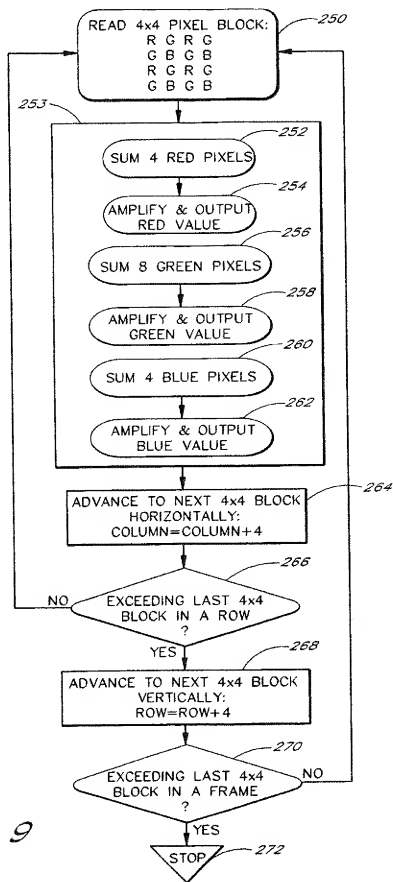 READ 4x4 PIXEL BLOCK:
R G R G
G B G B
R G R G
G B G B
250
253
252
SUM 4 RED PIXELS
254
AMPLIFY & OUTPUT
RED VALUE
256
SUM 8 GREEN PIXELS
258
AMPLIFY & OUTPUT
GREEN VALUE
260
SUM 4 BLUE PIXELS
262
AMPLIFY & OUTPUT
BLUE VALUE
264
ADVANCE TO NEXT 4x4 BLOCK
HORIZONTALLY:
COLUMN=COLUMN+4
266
NO
EXCEEDING LAST 4x4
BLOCK IN A ROW
?
YES
268
ADVANCE TO NEXT 4x4 BLOCK
VERTICALLY:
ROW=ROW+4
270
EXCEEDING LAST 4x4
BLOCK IN A FRAME
?
NO
YES
9
STOP
272